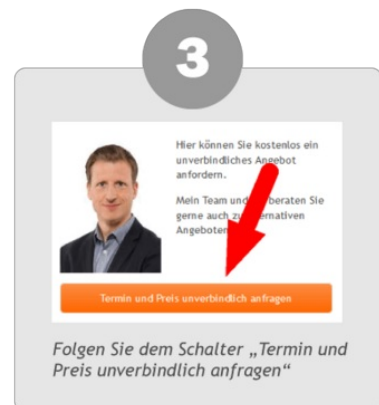 3
Hier können Sie kostenlos ein
unverbindliches Angebot
anfordern.
Mein Team und beraten Sie
gerne auch zu
Angeboten
Termin und Preis unverbindlich anfragen
Folgen Sie dem Schalter „Termin und
Preis unverbindlich anfragen“